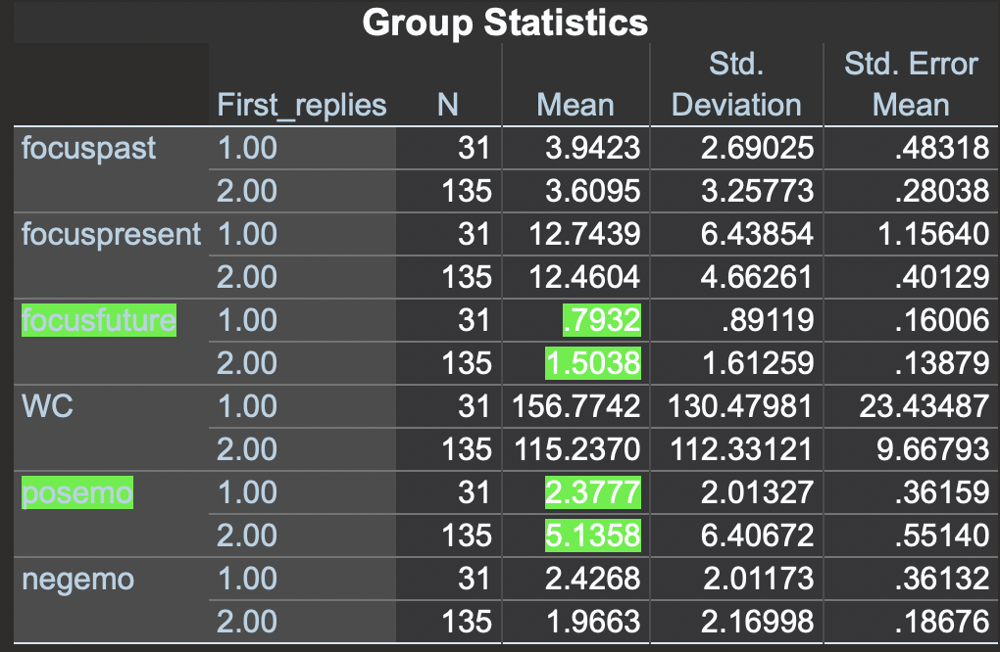 Group Statistics
First_replies N Mean Std. Deviation Std. Error Mean
focuspast 1.00 31 3.9423 2.69025 .48318
2.00 135 3.6095 3.25773 .28038
focuspresent 1.00 31 12.7439 6.43854 1.15640
2.00 135 12.4604 4.66261 .40129
focusfuture 1.00 31 .7932 .89119 .16006
2.00 135 1.5038 1.61259 .13879
WC 1.00 31 156.7742 130.47981 23.43487
2.00 135 115.2370 112.33121 9.66793
posemo 1.00 31 2.3777 2.01327 .36159
2.00 135 5.1358 6.40672 .55140
negemo 1.00 31 2.4268 2.01173 .36132
2.00 135 1.9663 2.16998 .18676